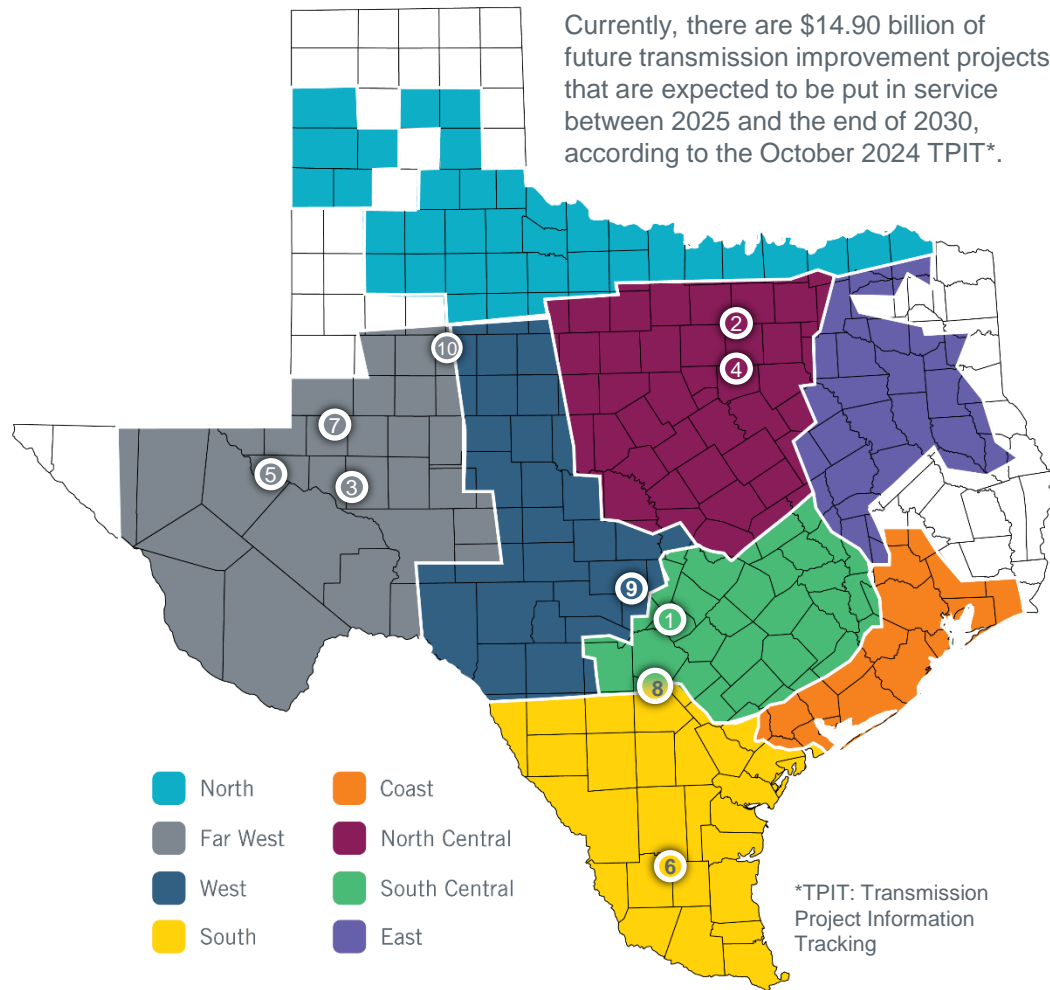 Currently, there are $14.90 billion of
future transmission improvement projects
that are expected to be put in service
between 2025 and the end of 2030,
according to the October 2024 TPIT*.
2
10
4
7
5
3
9
1
8
6
North
Coast
Far West
North Central
West
South Central
South
East
*TPIT: Transmission
Project Information
Tracking